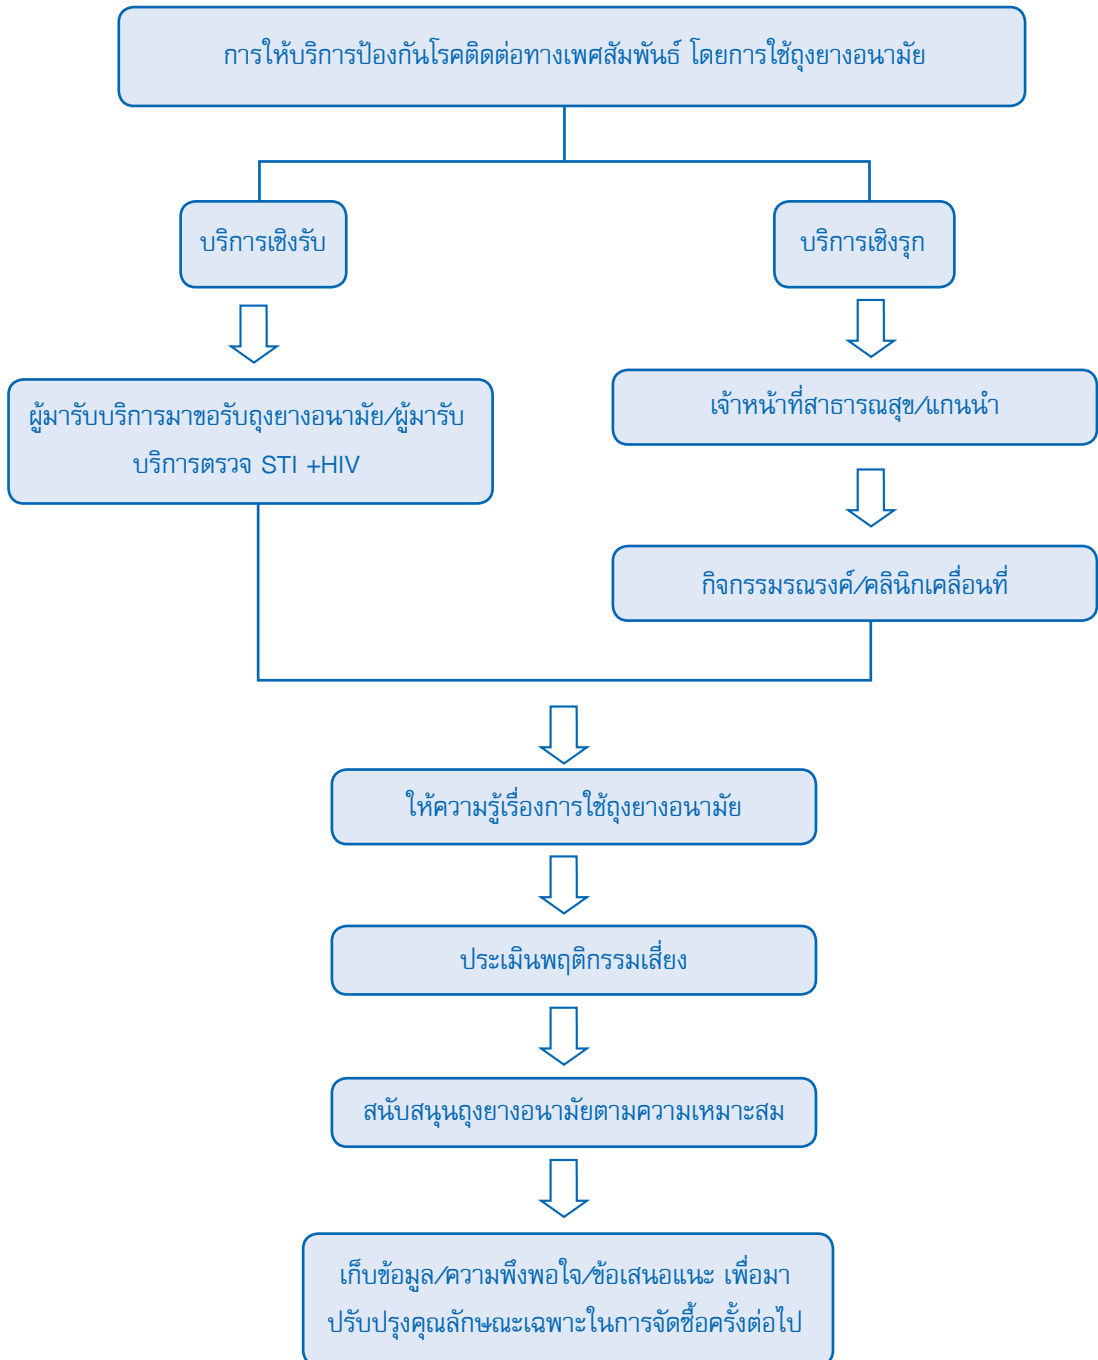 การให้บริการป้องกันโรคติดต่อทางเพศสัมพันธ์ โดยการใช้ถุงยางอนามัย
บริการเชิงรับ
บริการเชิงรุก
ผู้มารับบริการมาขอรับถุงยางอนามัย/ผู้มารับ
บริการตรวจ STI +HIV
เจ้าหน้าที่สาธารณสุข/แกนนำ
กิจกรรมรณรงค์/คลินิกเคลื่อนที่
ให้ความรู้เรื่องการใช้ถุงยางอนามัย
ประเมินพฤติกรรมเสี่ยง
สนับสนุนถุงยางอนามัยตามความเหมาะสม
เก็บข้อมูล/ความพึงพอใจ/ข้อเสนอแนะ เพื่อมา
ปรับปรุงคุณลักษณะเฉพาะในการจัดซื้อครั้งต่อไป